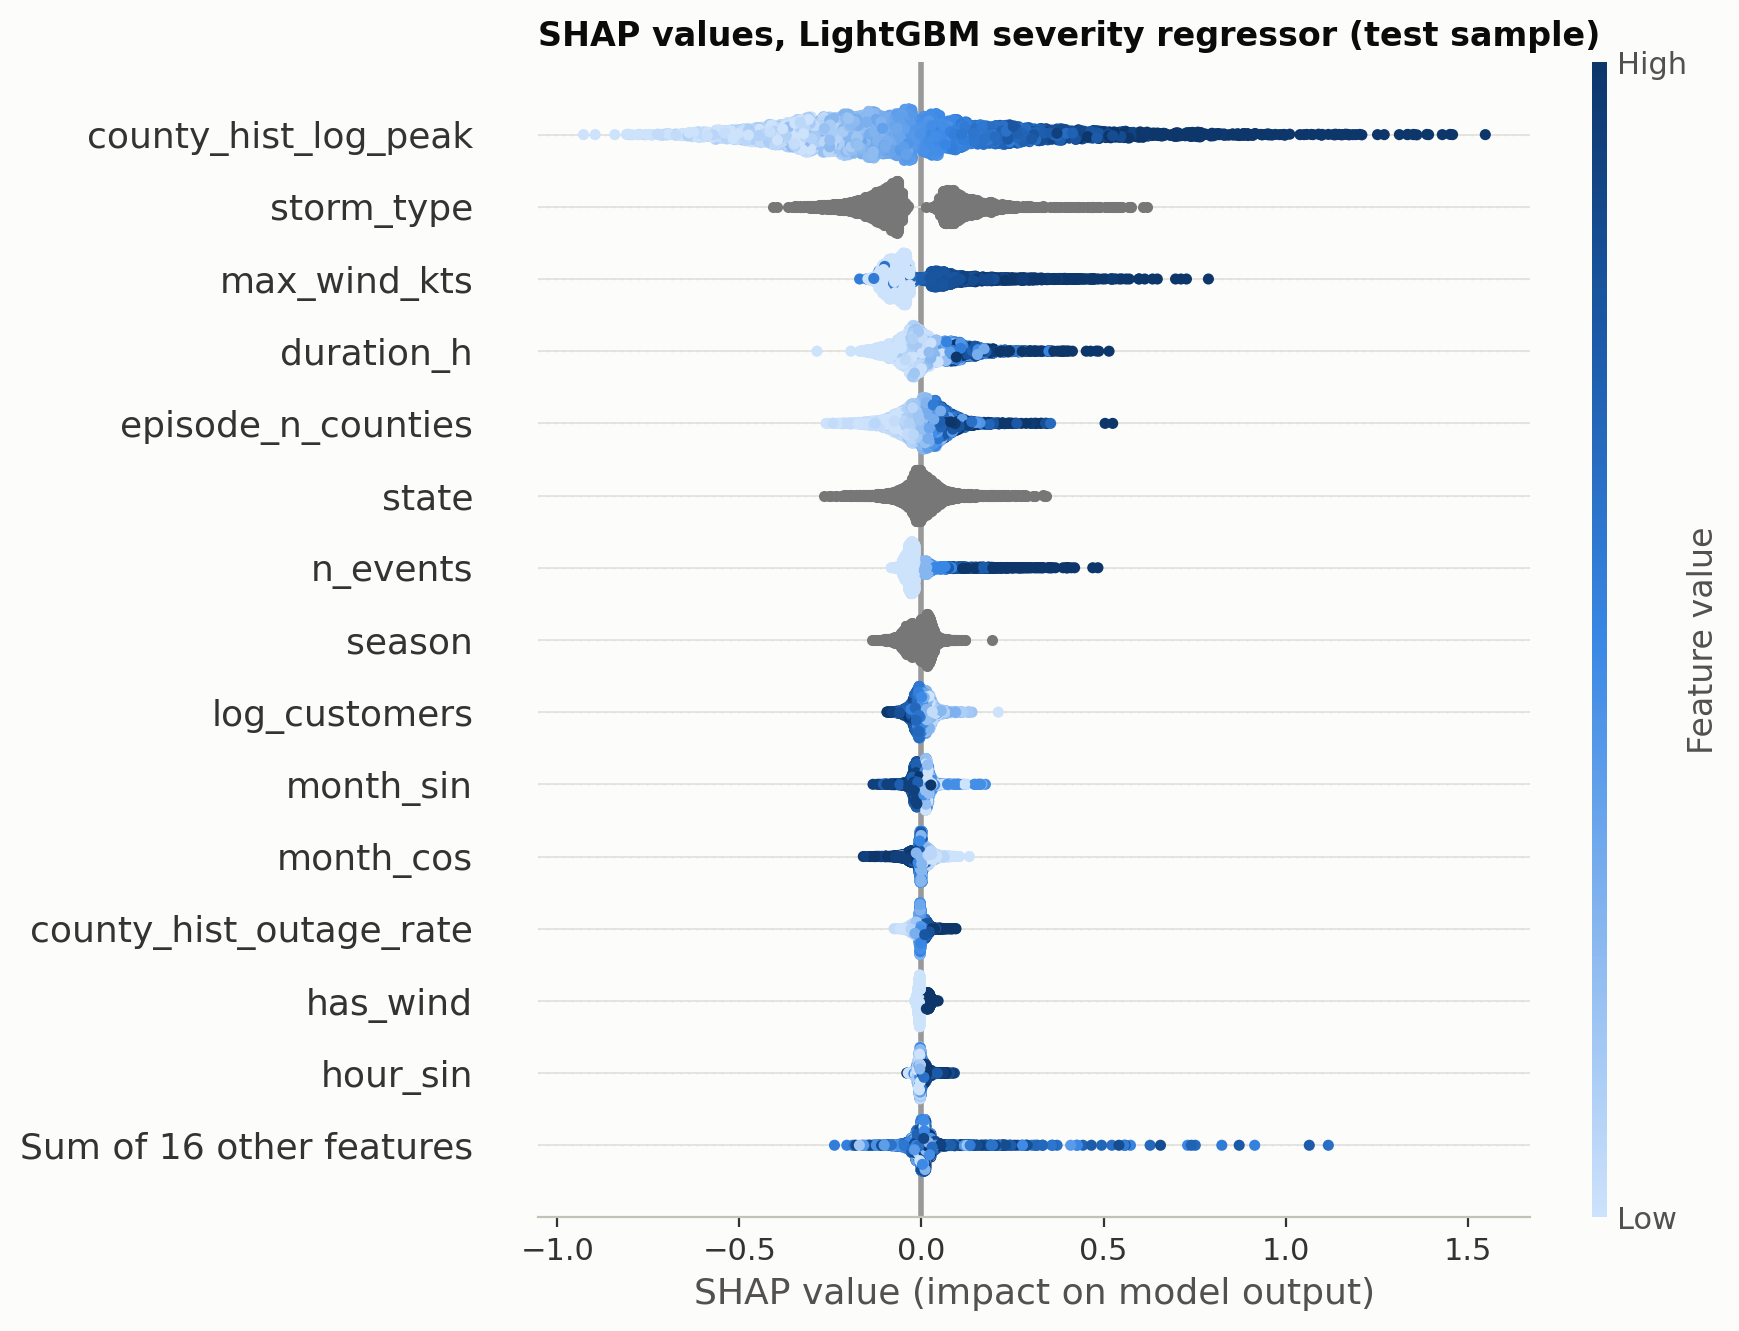 SHAP values, LightGBM severity regressor (test sample)
High
county_hist_log_peak
storm_type
max_wind_kts
duration_h
episode_n_counties
state
n_events
season
log_customers
month_sin
month_cos
county_hist_outage_rate
has_wind
hour_sin
Sum of 16 other features
Feature value
Low
−1.0 −0.5 0.0 0.5 1.0 1.5
SHAP value (impact on model output)